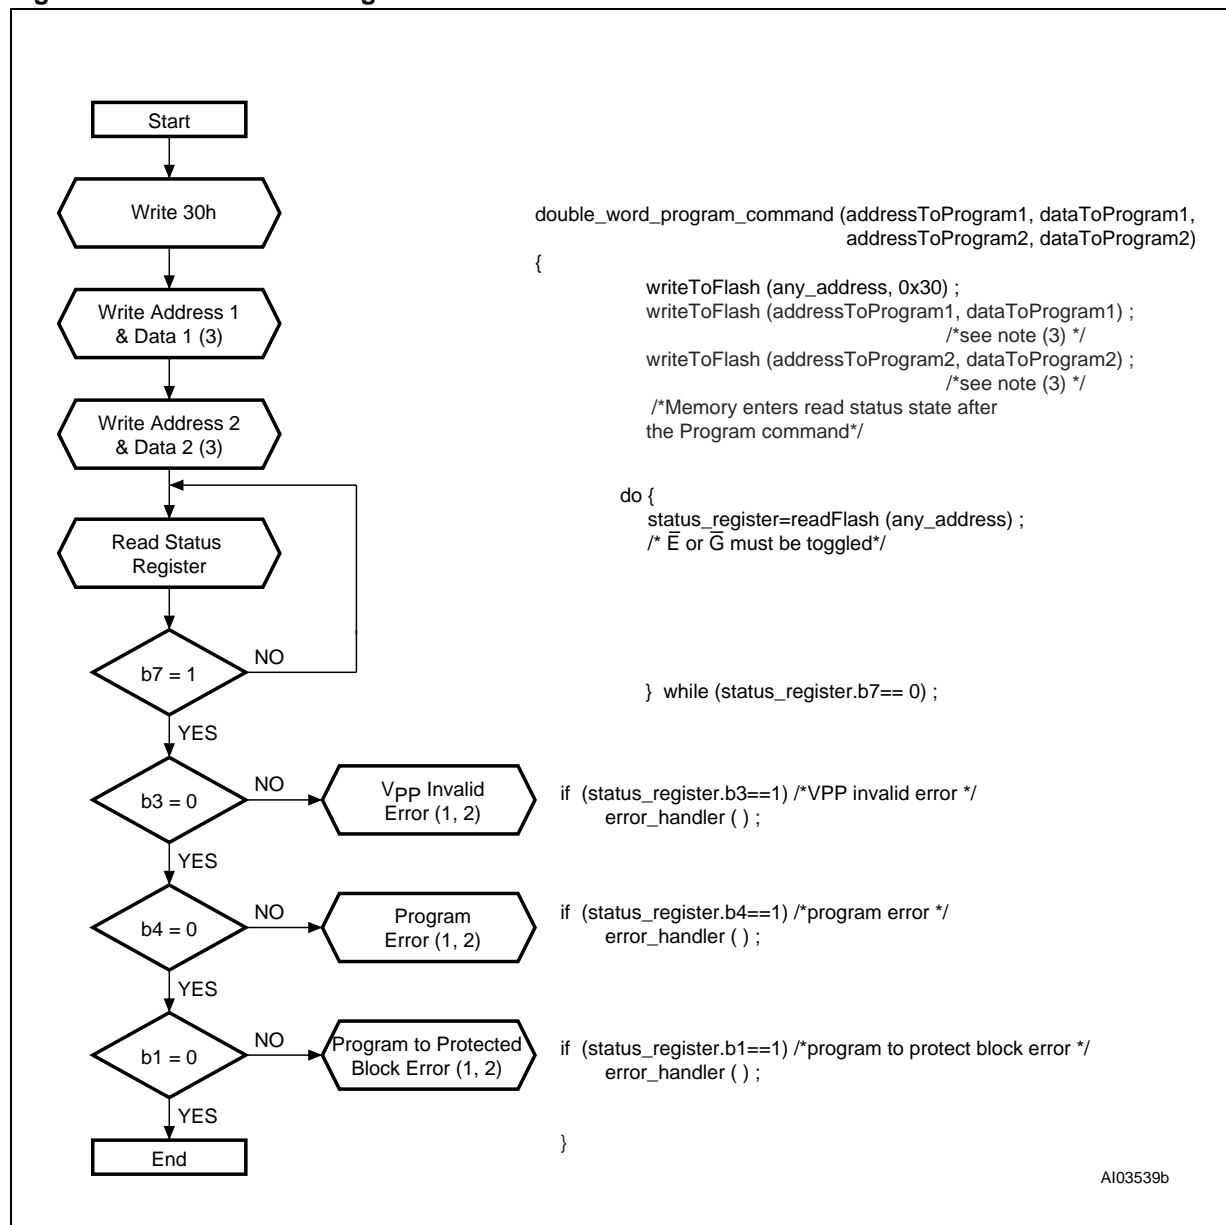 Start
Write 30h
Write Address 1
& Data 1 (3)
Write Address 2
& Data 2 (3)
Read Status
Register
b7 = 1
NO
YES
b3 = 0
NO
VPP Invalid
Error (1, 2)
YES
b4 = 0
NO
Program
Error (1, 2)
YES
b1 = 0
NO
Program to Protected
Block Error (1, 2)
YES
End
double_word_program_command (addressToProgram1, dataToProgram1,
addressToProgram2, dataToProgram2)
{
writeToFlash (any_address, 0x30) ;
writeToFlash (addressToProgram1, dataToProgram1) ;
/*see note (3) */
writeToFlash (addressToProgram2, dataToProgram2) ;
/*see note (3) */
/*Memory enters read status state after
the Program command*/
do {
status_register=readFlash (any_address) ;
/* E̅ or G̅ must be toggled*/
} while (status_register.b7== 0) ;
if (status_register.b3==1) /*VPP invalid error */
error_handler ( ) ;
if (status_register.b4==1) /*program error */
error_handler ( ) ;
if (status_register.b1==1) /*program to protect block error */
error_handler ( ) ;
}
AI03539b